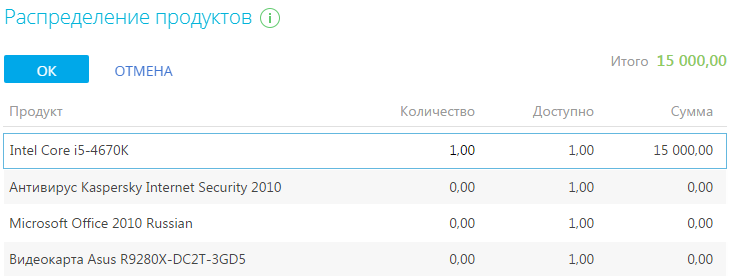 Распределение продуктов i
Итого 15 000,00
ОК ОТМЕНА
Продукт Количество Доступно Сумма
Intel Core i5-4670K 1,00 1,00 15 000,00
Антивирус Kaspersky Internet Security 2010 0,00 1,00 0,00
Microsoft Office 2010 Russian 0,00 1,00 0,00
Видеокарта Asus R9280X-DC2T-3GD5 0,00 1,00 0,00